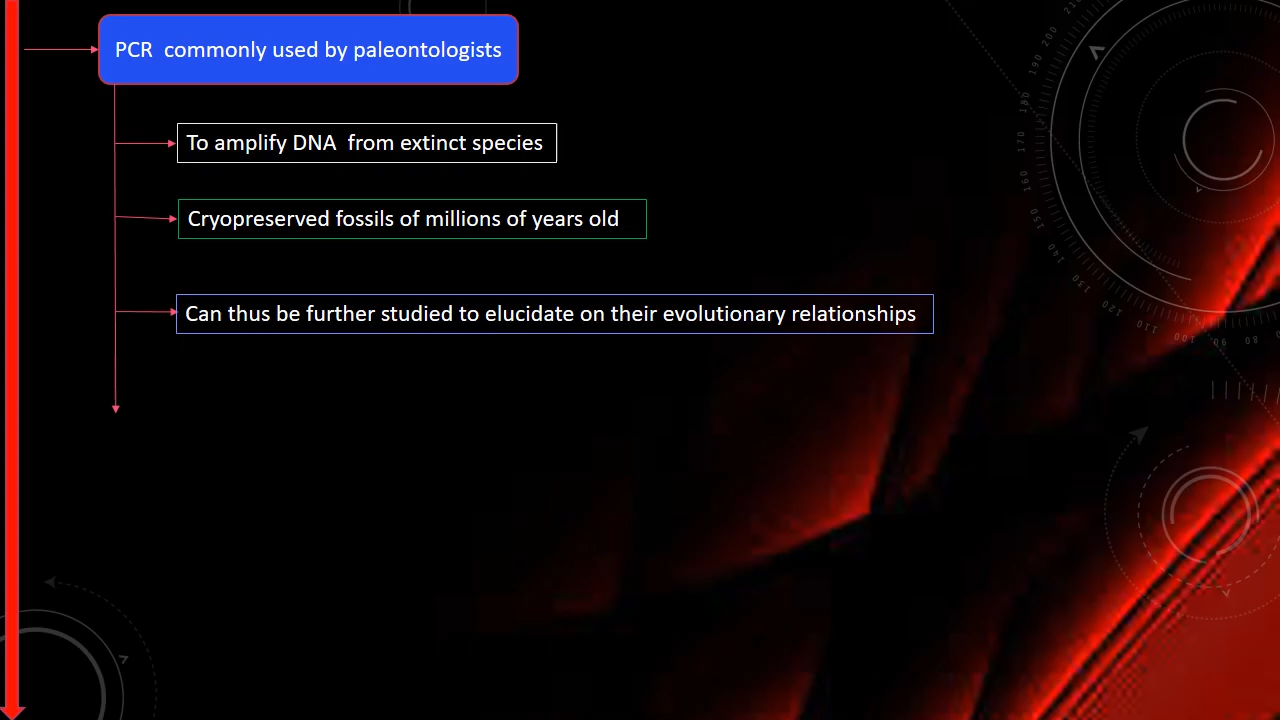 PCR  commonly used by paleontologists
To amplify DNA  from extinct species
Cryopreserved fossils of millions of years old
Can thus be further studied to elucidate on their evolutionary relationships